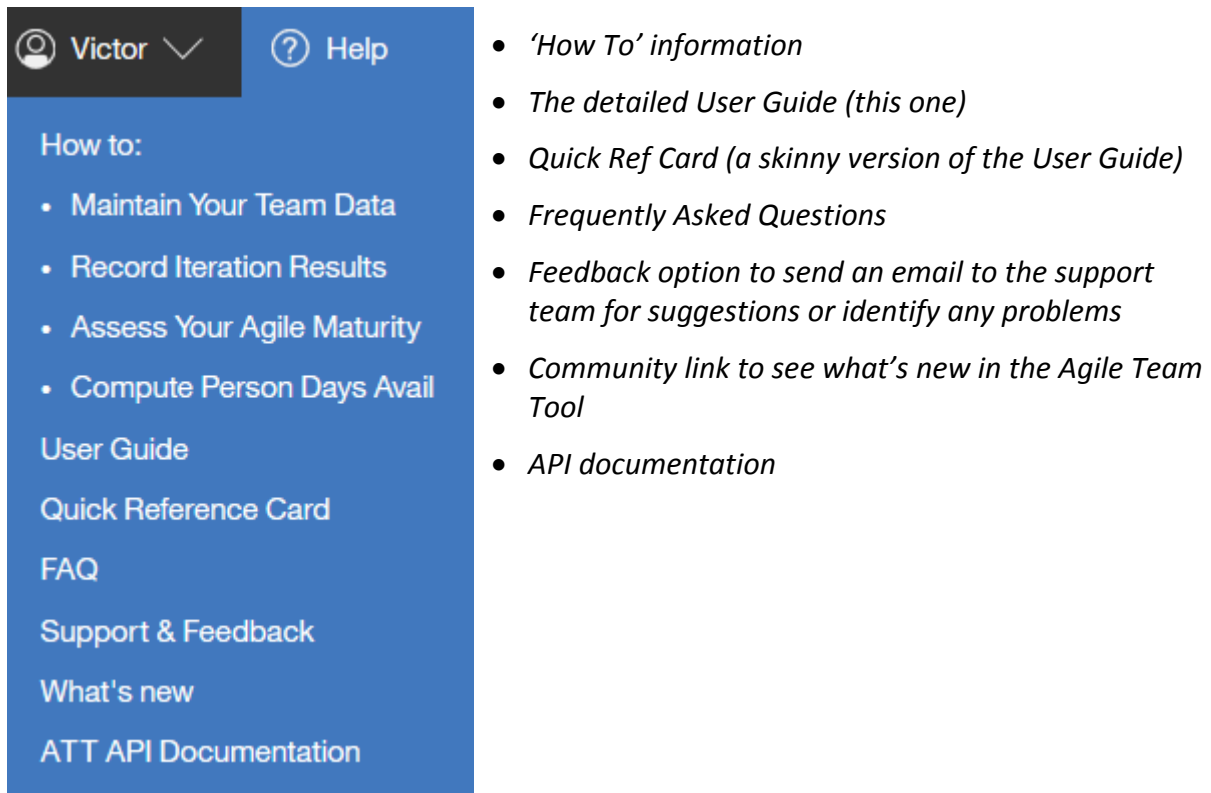 Victor
Help
How to:
• Maintain Your Team Data
• Record Iteration Results
• Assess Your Agile Maturity
• Compute Person Days Avail
User Guide
Quick Reference Card
FAQ
Support & Feedback
What's new
ATT API Documentation
• ‘How To’ information
• The detailed User Guide (this one)
• Quick Ref Card (a skinny version of the User Guide)
• Frequently Asked Questions
• Feedback option to send an email to the support
team for suggestions or identify any problems
• Community link to see what’s new in the Agile Team
Tool
• API documentation